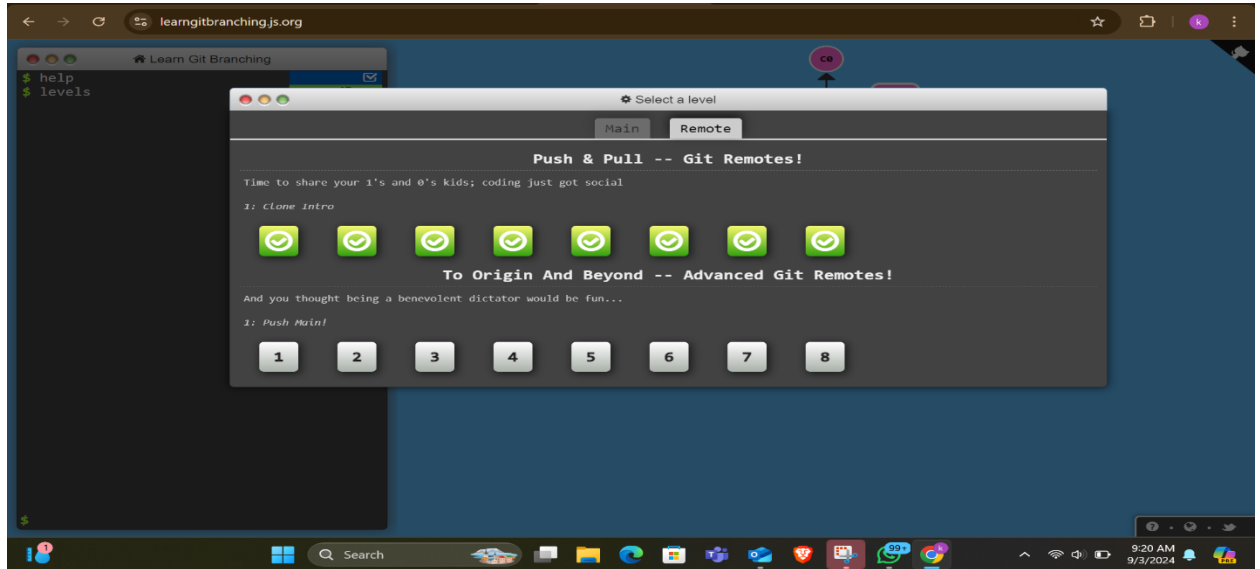 learngitbranching.js.org
k
Learn Git Branching
C0
$ help
$ levels
Select a level
Main Remote
Push & Pull -- Git Remotes!
Time to share your 1's and 0's kids; coding just got social
1: Clone Intro
To Origin And Beyond -- Advanced Git Remotes!
And you thought being a benevolent dictator would be fun...
1: Push Main!
1 2 3 4 5 6 7 8
$
1
Search
99+
9:20 AM
9/3/2024
PRE